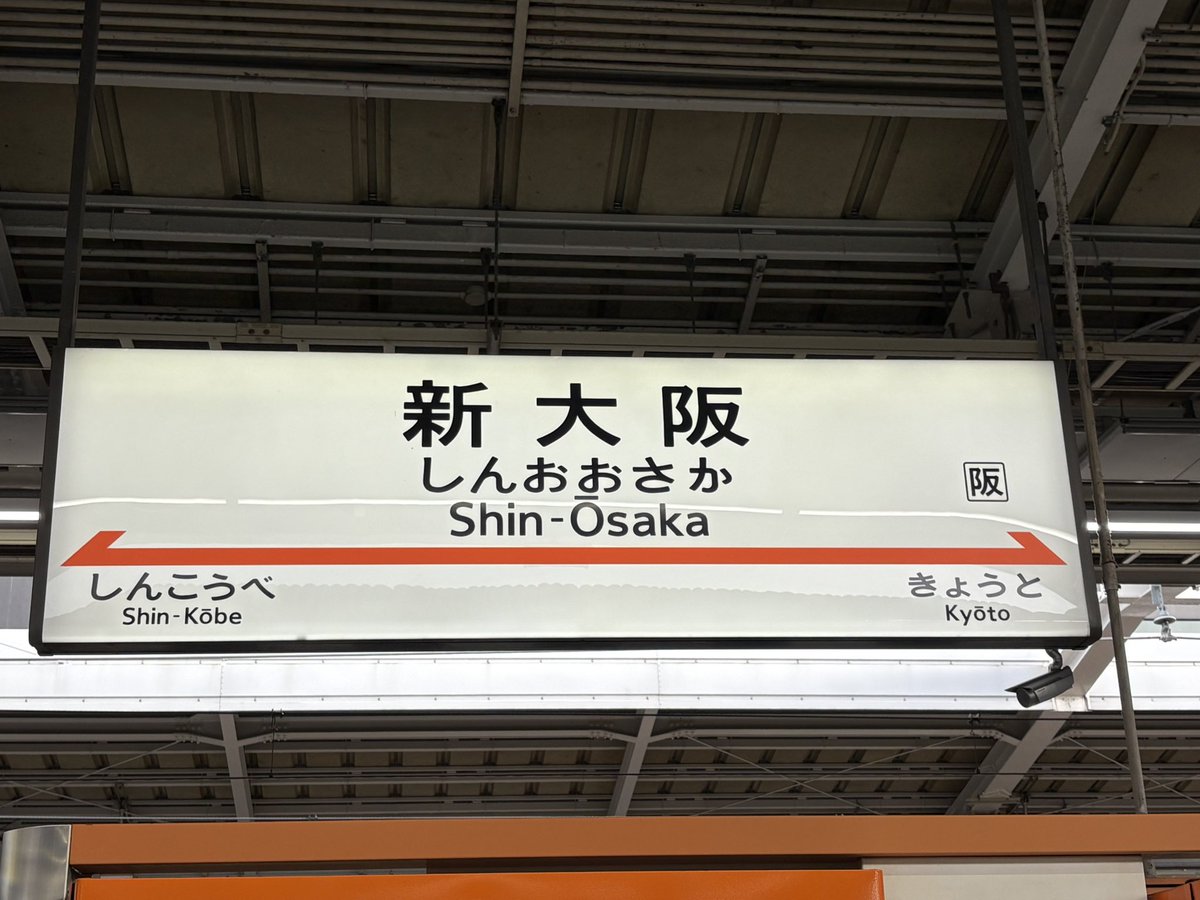 新大阪
しんおおさか
Shin-Ōsaka
阪
しんこうべ
Shin-Kōbe
きょうと
Kyōto